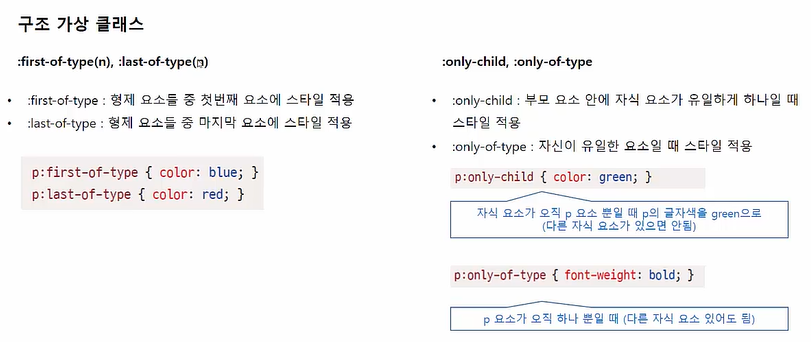 구조 가상 클래스
:first-of-type(n), :last-of-type(n)
• :first-of-type : 형제 요소들 중 첫번째 요소에 스타일 적용
• :last-of-type : 형제 요소들 중 마지막 요소에 스타일 적용
p:first-of-type { color: blue; }
p:last-of-type { color: red; }
:only-child, :only-of-type
• :only-child : 부모 요소 안에 자식 요소가 유일하게 하나일 때
스타일 적용
• :only-of-type : 자신이 유일한 요소일 때 스타일 적용
p:only-child { color: green; }
자식 요소가 오직 p 요소 뿐일 때 p의 글자색을 green으로
(다른 자식 요소가 있으면 안됨)
p:only-of-type { font-weight: bold; }
p 요소가 오직 하나 뿐일 때 (다른 자식 요소 있어도 됨)